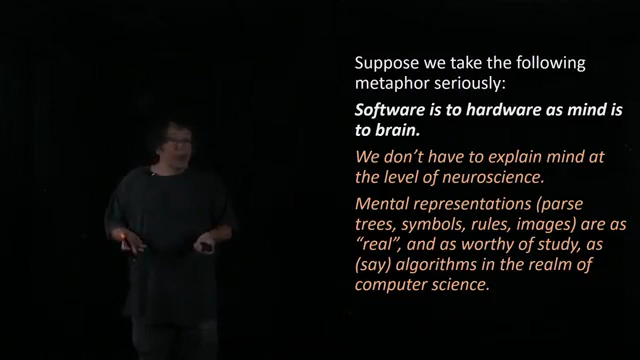 Suppose we take the following
metaphor seriously:
Software is to hardware as mind is
to brain.
We don’t have to explain mind at
the level of neuroscience.
Mental representations (parse
trees, symbols, rules, images) are as
“real”, and as worthy of study, as
(say) algorithms in the realm of
computer science.